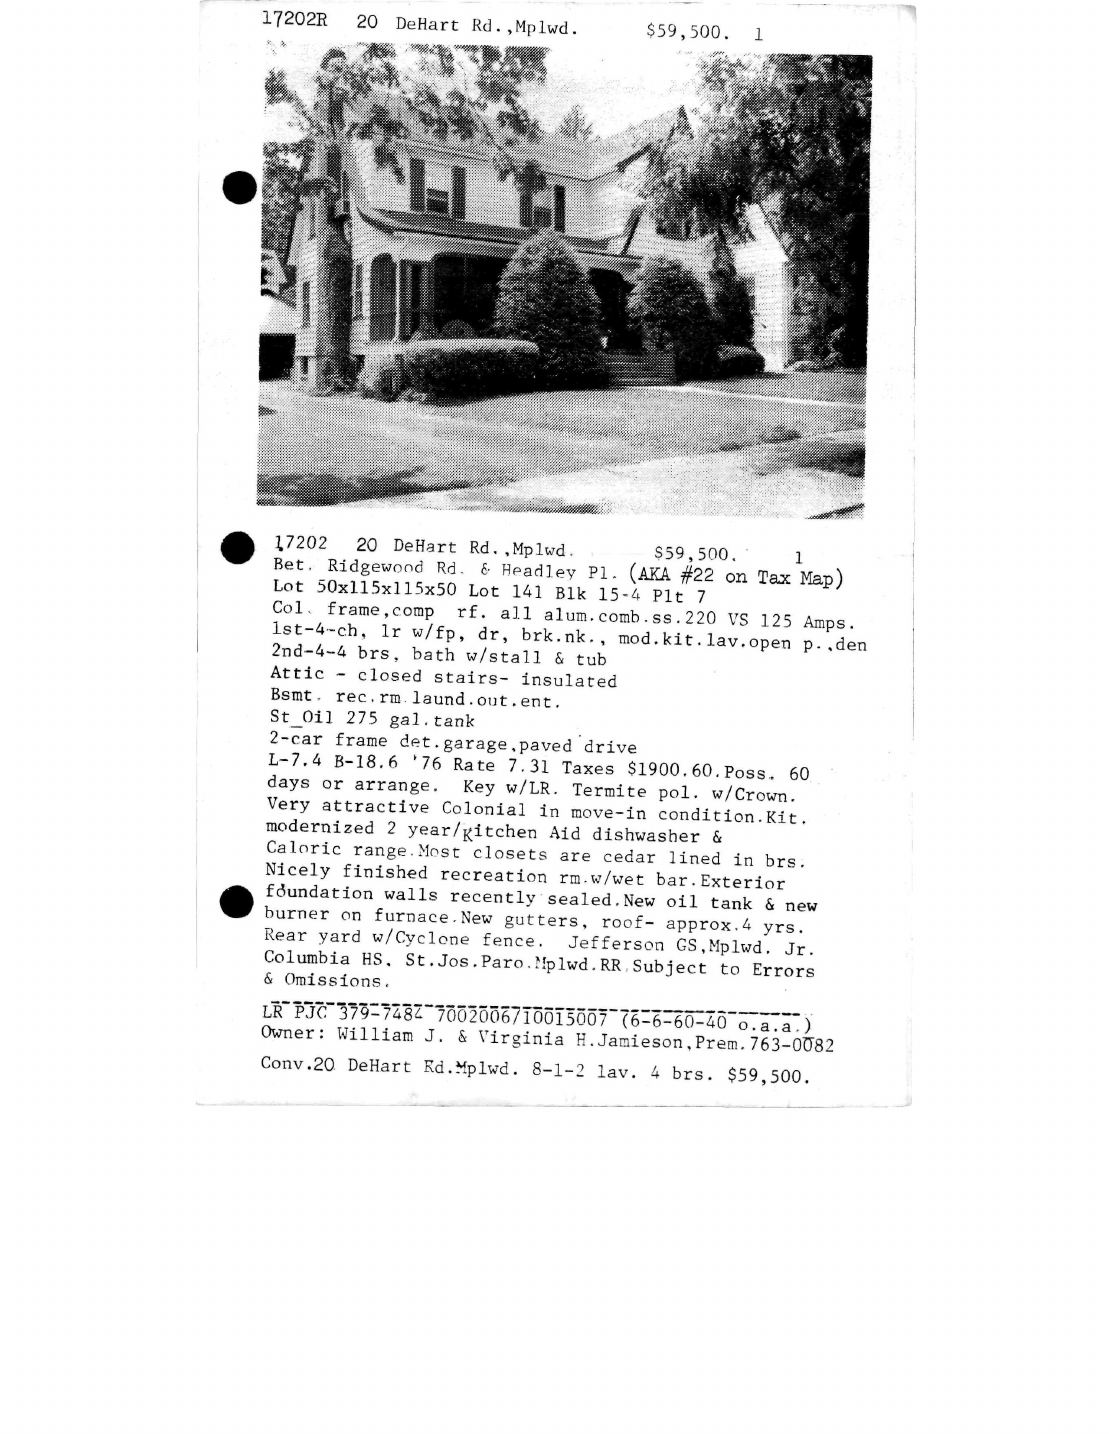 17202R 20 DeHart Rd.,Mplwd. $59,500. 1
17202 20 DeHart Rd.,Mplwd. $59,500. 1
Bet. Ridgewood Rd. & Headley Pl. (AKA #22 on Tax Map)
Lot 50x115x115x50 Lot 141 Blk 15-4 Plt 7
Col. frame,comp rf. all alum.comb.ss.220 VS 125 Amps.
1st-4-ch, lr w/fp, dr, brk.nk., mod.kit.lav.open p.,den
2nd-4-4 brs, bath w/stall & tub
Attic - closed stairs- insulated
Bsmt. rec.rm.laund.out.ent.
St_Oil 275 gal.tank
2-car frame det.garage,paved drive
L-7.4 B-18.6 '76 Rate 7.31 Taxes $1900.60.Poss. 60
days or arrange. Key w/LR. Termite pol. w/Crown.
Very attractive Colonial in move-in condition.Kit.
modernized 2 year/Kitchen Aid dishwasher &
Caloric range.Most closets are cedar lined in brs.
Nicely finished recreation rm.w/wet bar.Exterior
foundation walls recently sealed.New oil tank & new
burner on furnace.New gutters, roof- approx.4 yrs.
Rear yard w/Cyclone fence. Jefferson GS,Mplwd. Jr.
Columbia HS. St.Jos.Paro.Mplwd.RR.Subject to Errors
& Omissions.
LR PJC 379-7484 7002006710015007 (6-6-60-40 o.a.a.)
Owner: William J. & Virginia H.Jamieson,Prem.763-0082
Conv.20 DeHart Rd.Mplwd. 8-1-2 lav. 4 brs. $59,500.